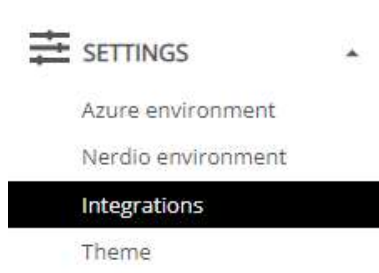 SETTINGS
Azure environment
Nerdio environment
Integrations
Theme